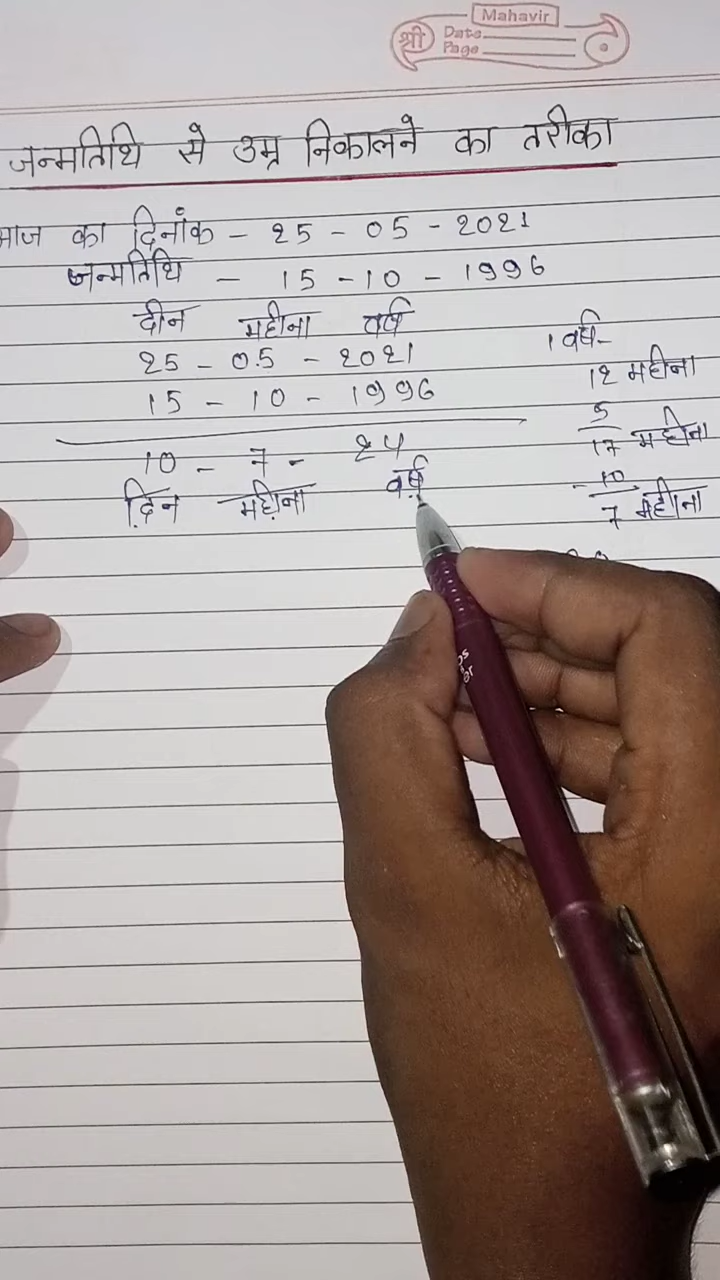 Mahavir
श्री Date
Page
जन्मतिथि से उम्र निकालने का तरीका
आज का दिनांक - 25 - 05 - 2021
जन्मतिथि - 15 - 10 - 1996
दीन महीना वर्ष
25 - 05 - 2021
15 - 10 - 1996
10 - 7 - 24
दिन महीना वर्ष
1 वर्ष -
12 महीना
5
17 महीना
- 10
7 महीना